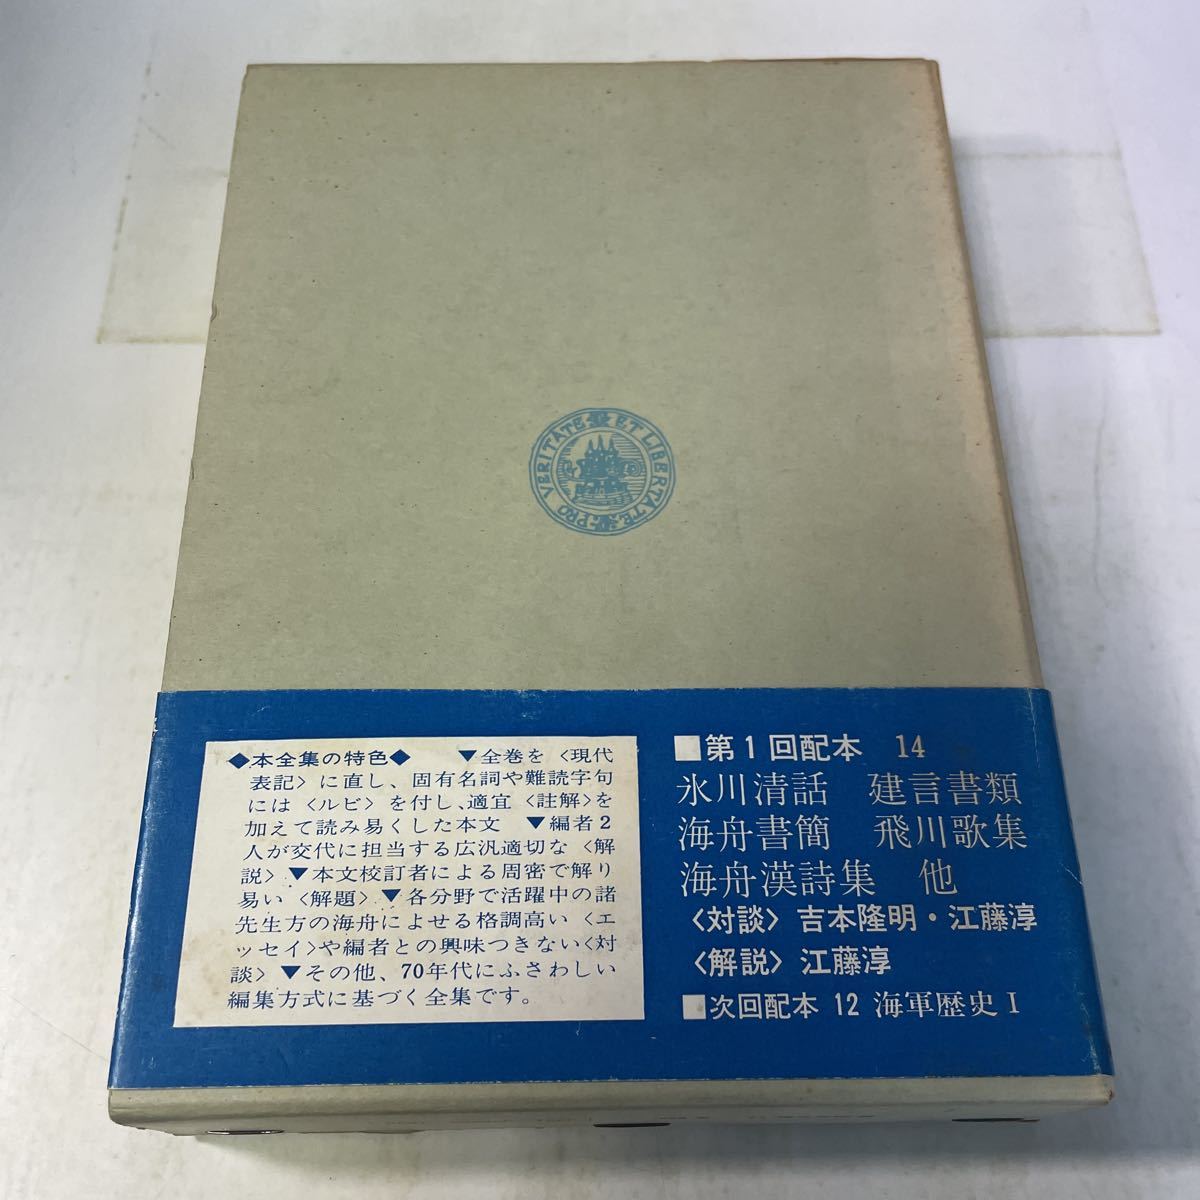 PRO VERITATE ET LIBERTATE
◆本全集の特色◆ ▼全巻を〈現代
表記〉に直し、固有名詞や難読字句
には〈ルビ〉を付し、適宜〈註解〉を
加えて読み易くした本文 ▼編者2
人が交代に担当する広汎適切な〈解
説〉▼本文校訂者による周密で解り
易い〈解題〉▼各分野で活躍中の諸
先生方の海舟によせる格調高い〈エ
ッセイ〉や編者との興味つきない〈対
談〉▼その他、70年代にふさわしい
編集方式に基づく全集です。
■第1回配本 14
氷川清話 建言書類
海舟書簡 飛川歌集
海舟漢詩集 他
〈対談〉吉本隆明・江藤淳
〈解説〉江藤淳
■次回配本 12 海軍歴史 I